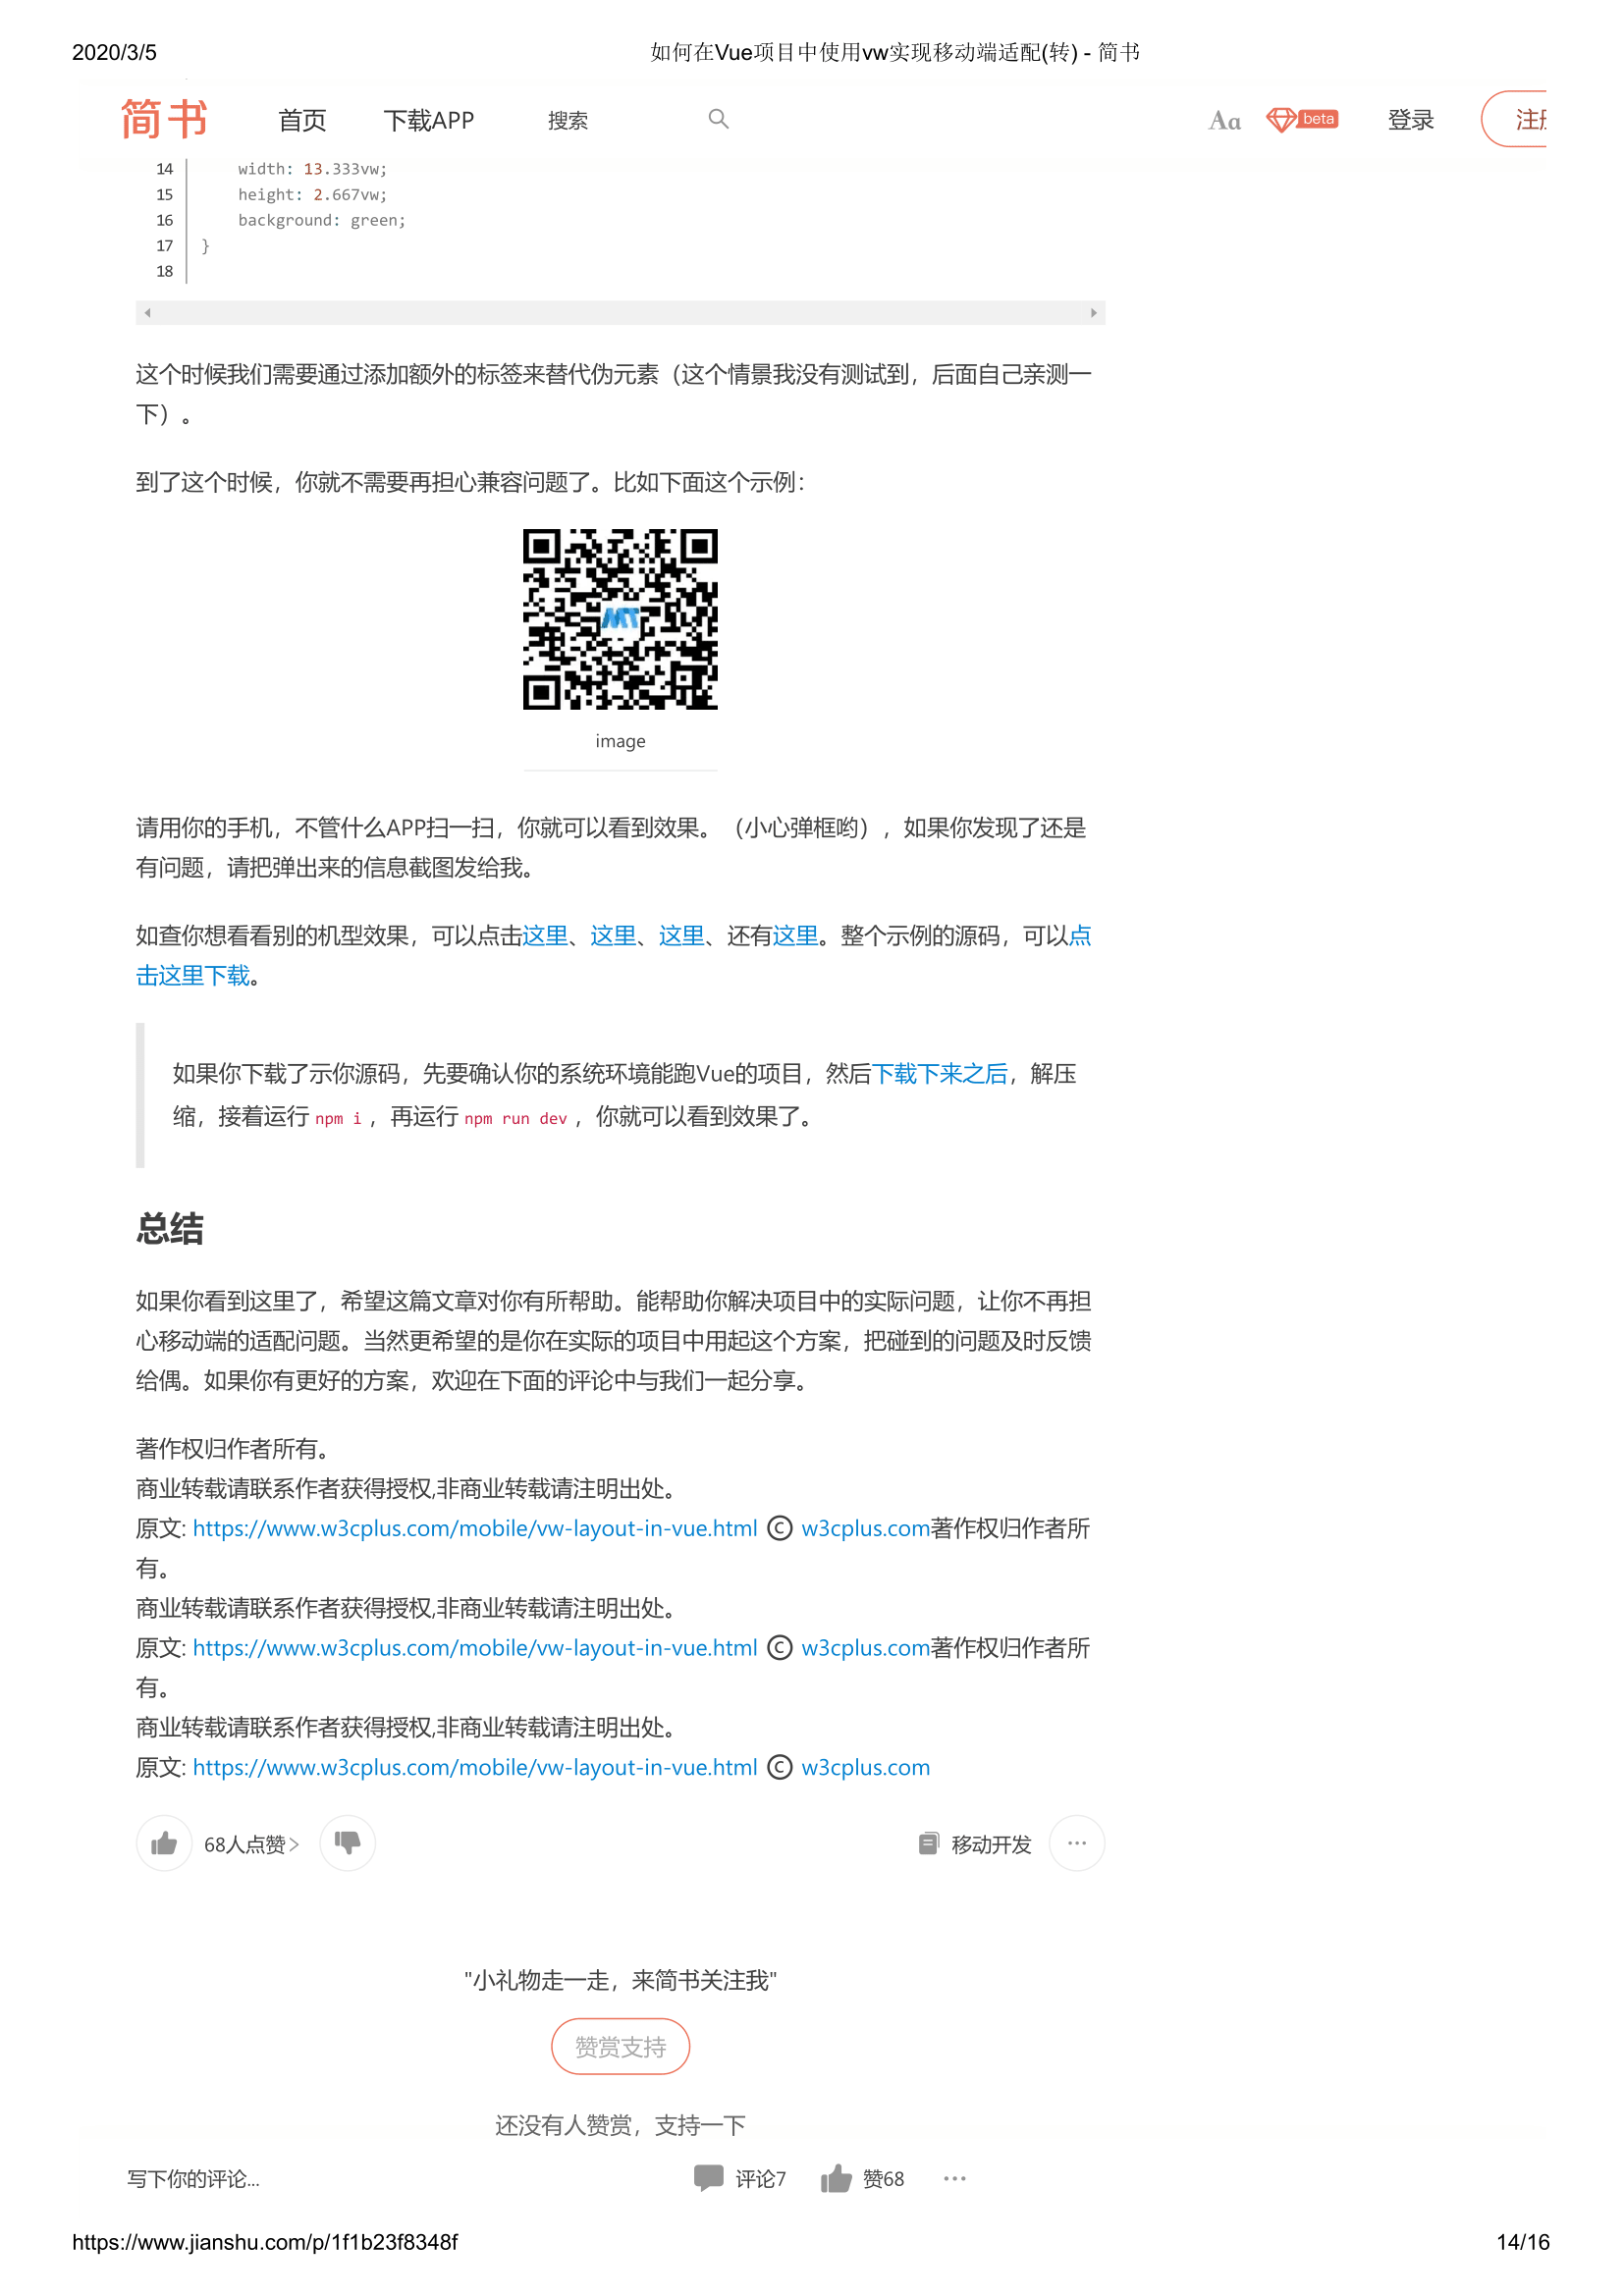 2020/3/5
如何在Vue项目中使用vw实现移动端适配(转) - 简书
简书 首页 下载APP 搜索 Aa beta 登录 注册
14 width: 13.333vw;
15 height: 2.667vw;
16 background: green;
17 }
18
这个时候我们需要通过添加额外的标签来替代伪元素（这个情景我没有测试到，后面自己亲测一
下）。
到了这个时候，你就不需要再担心兼容问题了。比如下面这个示例：
MT
image
请用你的手机，不管什么APP扫一扫，你就可以看到效果。（小心弹框哟），如果你发现了还是
有问题，请把弹出来的信息截图发给我。
如查你想看看别的机型效果，可以点击这里、这里、这里、还有这里。整个示例的源码，可以点
击这里下载。
如果你下载了示你源码，先要确认你的系统环境能跑Vue的项目，然后下载下来之后，解压
缩，接着运行 npm i ，再运行 npm run dev ，你就可以看到效果了。
总结
如果你看到这里了，希望这篇文章对你有所帮助。能帮助你解决项目中的实际问题，让你不再担
心移动端的适配问题。当然更希望的是你在实际的项目中用起这个方案，把碰到的问题及时反馈
给偶。如果你有更好的方案，欢迎在下面的评论中与我们一起分享。
著作权归作者所有。
商业转载请联系作者获得授权,非商业转载请注明出处。
原文: https://www.w3cplus.com/mobile/vw-layout-in-vue.html © w3cplus.com著作权归作者所
有。
商业转载请联系作者获得授权,非商业转载请注明出处。
原文: https://www.w3cplus.com/mobile/vw-layout-in-vue.html © w3cplus.com著作权归作者所
有。
商业转载请联系作者获得授权,非商业转载请注明出处。
原文: https://www.w3cplus.com/mobile/vw-layout-in-vue.html © w3cplus.com
68人点赞> 移动开发 ...
"小礼物走一走，来简书关注我"
赞赏支持
还没有人赞赏，支持一下
写下你的评论... 评论7 赞68 ...
https://www.jianshu.com/p/1f1b23f8348f
14/16